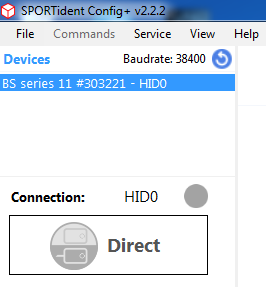 SPORTident Config+ v2.2.2
File Commands Service View Help
Devices Baudrate: 38400
BS series 11 #303221 - HID0
Connection: HID0
Direct